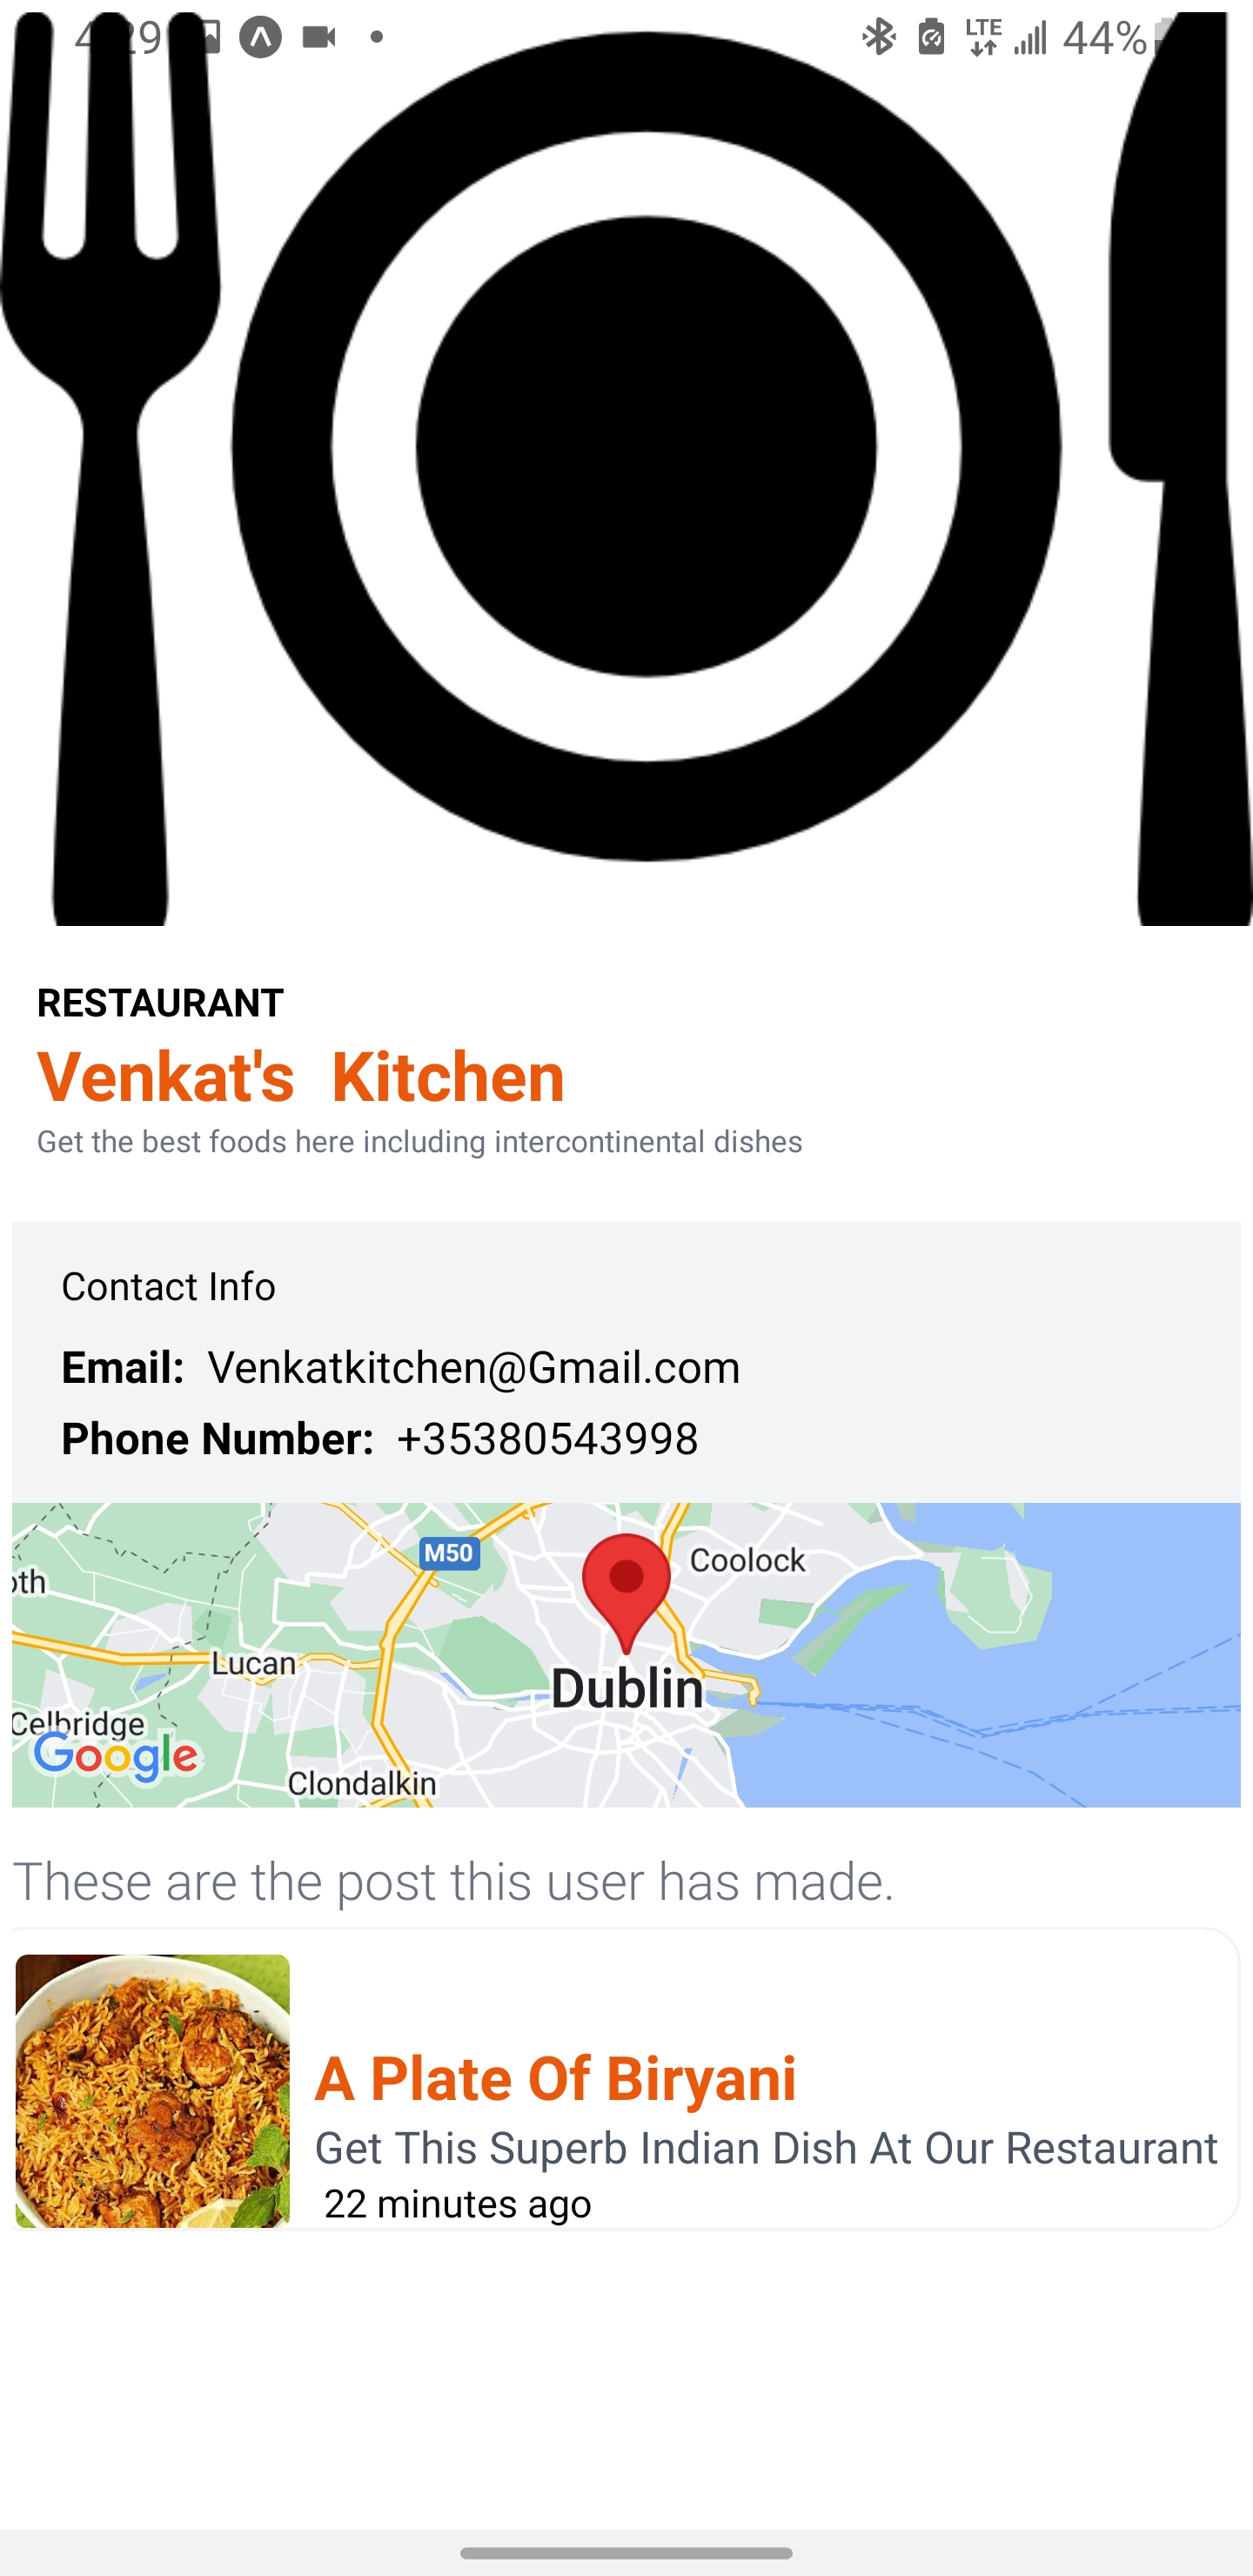 LTE
44%
RESTAURANT
Venkat's Kitchen
Get the best foods here including intercontinental dishes
Contact Info
Email: Venkatkitchen@Gmail.com
Phone Number: +35380543998
M50
Coolock
oth
Lucan
Dublin
Celbridge
Google
Clondalkin
These are the post this user has made.
A Plate Of Biryani
Get This Superb Indian Dish At Our Restaurant
22 minutes ago